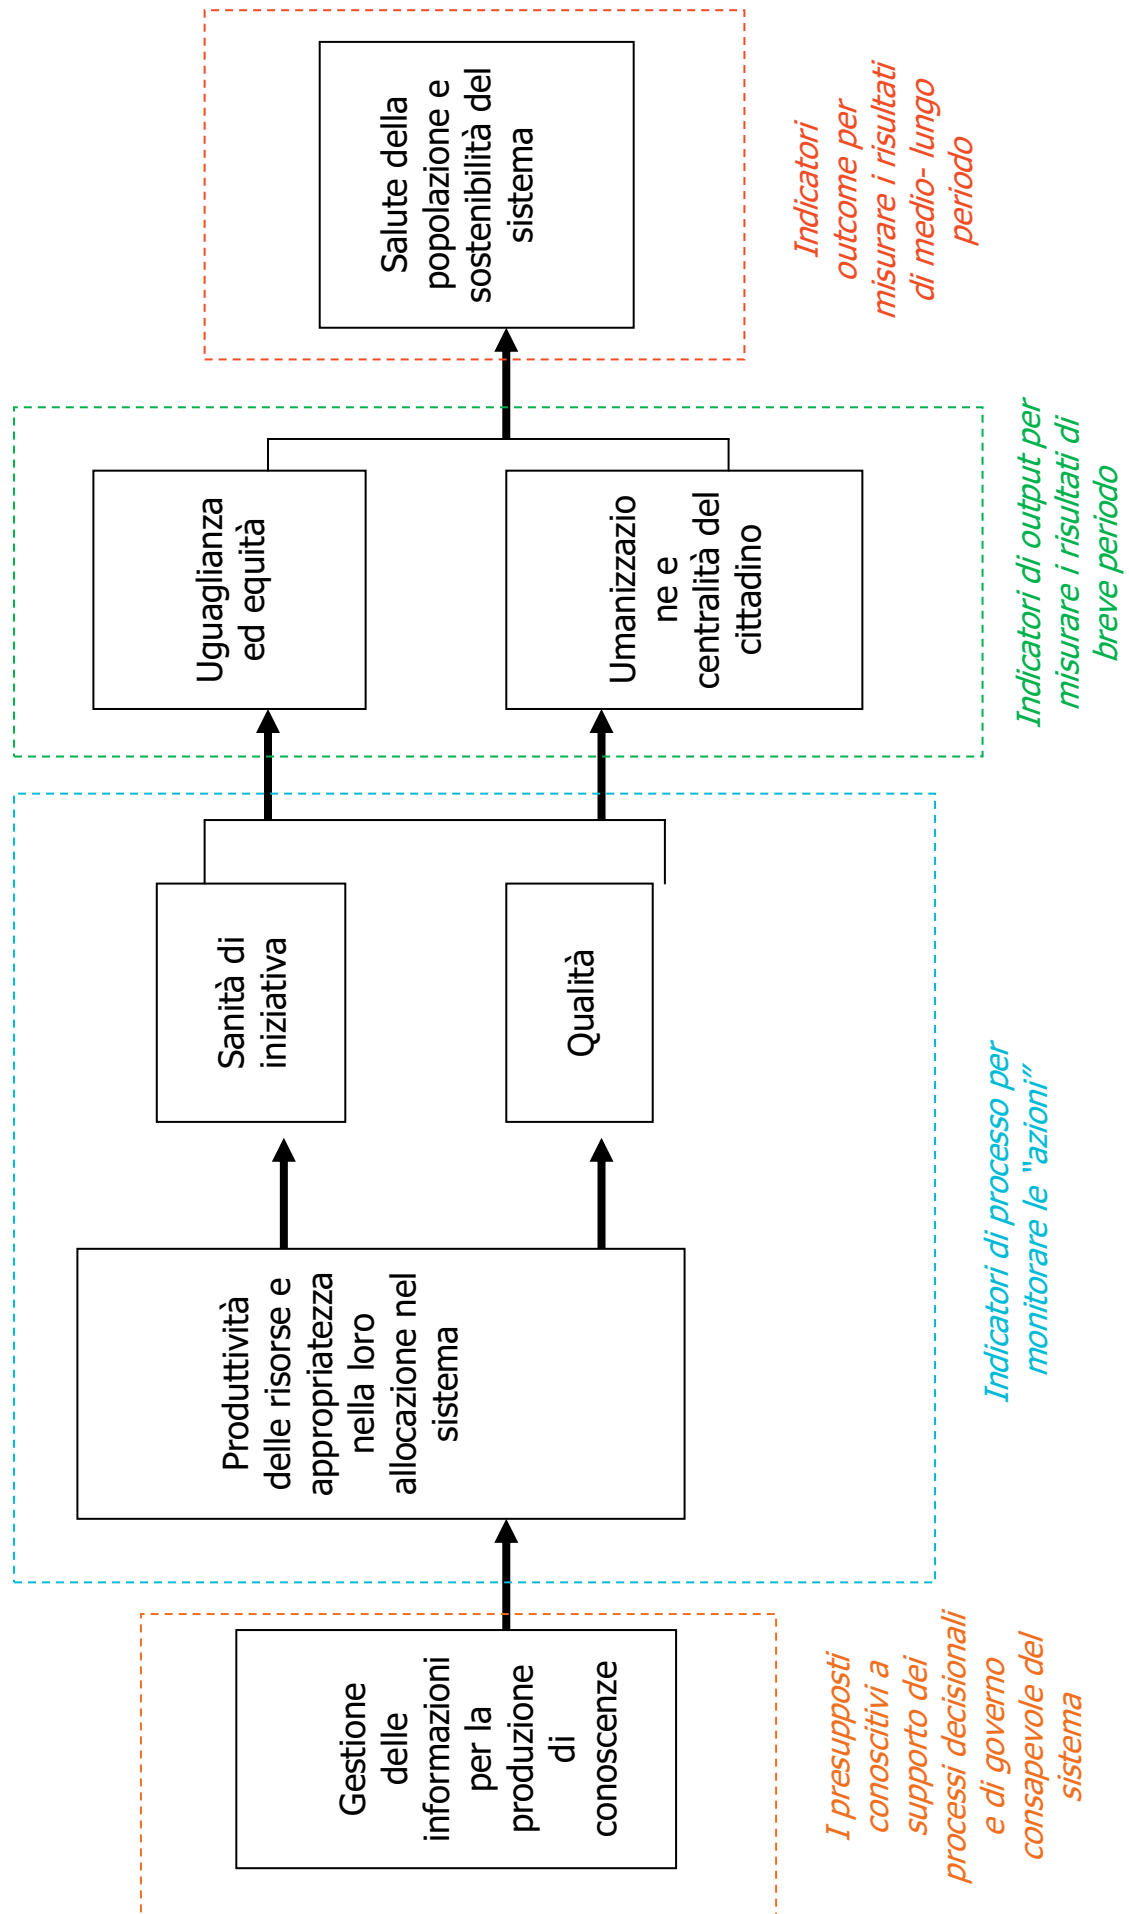 Gestione
delle
informazioni
per la
produzione
di
conoscenze
I presupposti
conoscitivi a
supporto dei
processi decisionali
e di governo
consapevole del
sistema
Produttività
delle risorse e
appropriatezza
nella loro
allocazione nel
sistema
Sanità di
iniziativa
Qualità
Indicatori di processo per
monitorare le “azioni”
Uguaglianza
ed equità
Umanizzazio
ne e
centralità del
cittadino
Indicatori di output per
misurare i risultati di
breve periodo
Salute della
popolazione e
sostenibilità del
sistema
Indicatori
outcome per
misurare i risultati
di medio- lungo
periodo